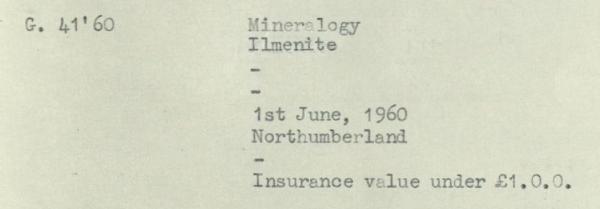 G. 41'60 Mineralogy
Ilmenite
-
-
1st June, 1960
Northumberland
-
Insurance value under £1.0.0.